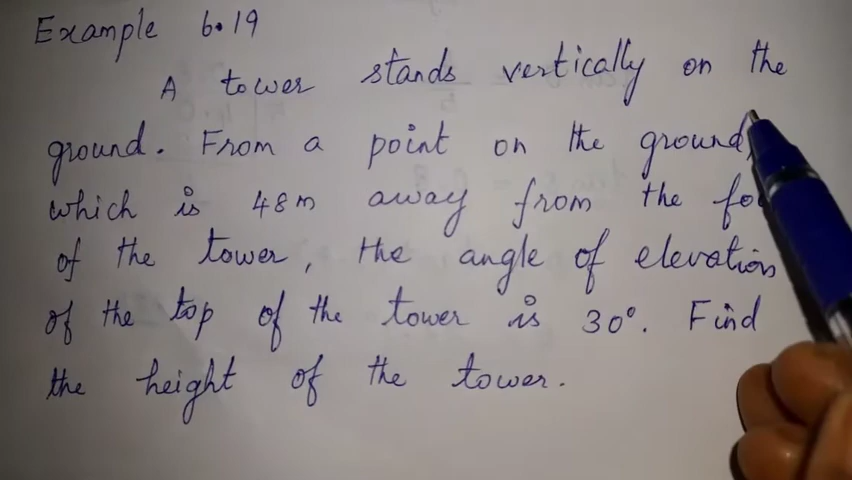 Example 6.19
A tower stands vertically on the
ground. From a point on the ground,
which is 48m away from the
of the tower, the angle of elevation
of the top of the tower is 30°. Find
the height of the tower.